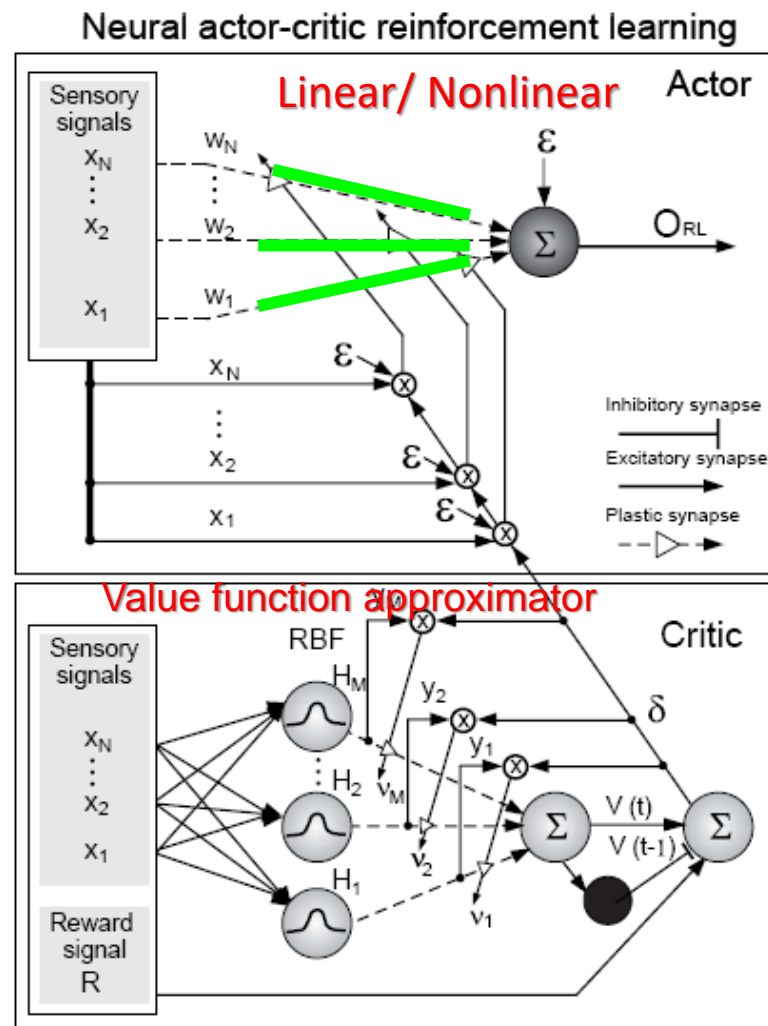 Neural actor-critic reinforcement learning
Linear/ Nonlinear
Actor
Sensory
signals
x_N
⋮
x_2
x_1
w_N
⋮
w_2
w_1
ε
Σ
O_RL
x_N
⋮
x_2
x_1
ε
ε
ε
x
x
x
Inhibitory synapse
Excitatory synapse
Plastic synapse
Value function approximator
Critic
RBF
Sensory
signals
x_N
⋮
x_2
x_1
Reward
signal
R
H_M
⋮
H_2
H_1
y_2
y_1
x
x
x
v_M
v_2
v_1
δ
Σ
V (t)
V (t-1)
Σ